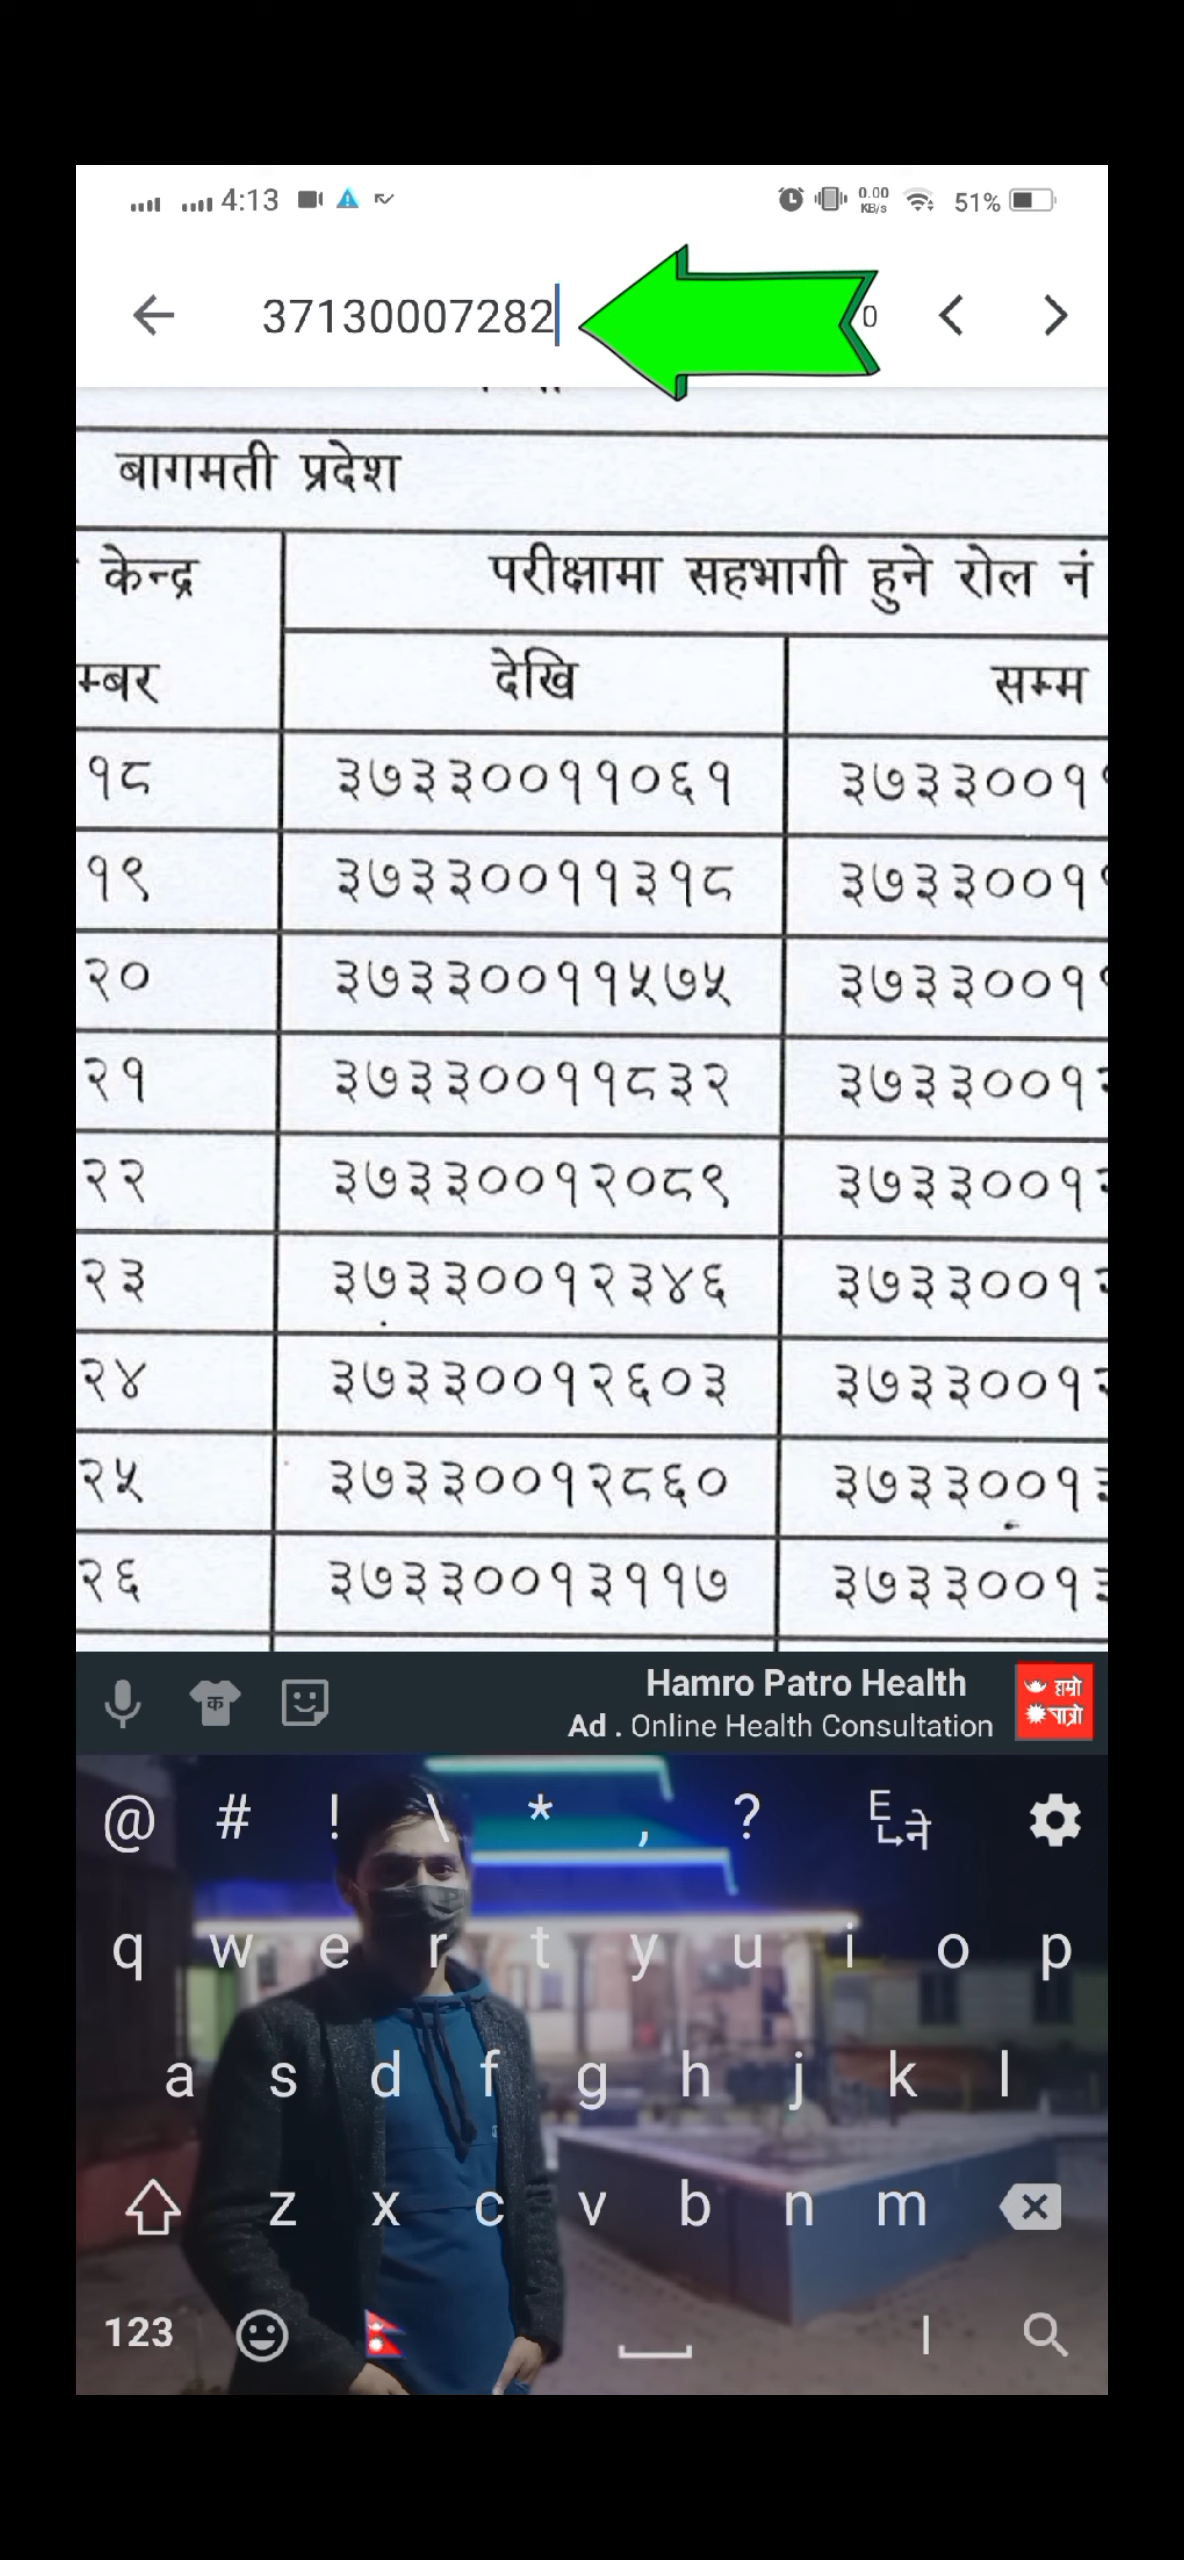 4:13 0.00 KB/s 51%
37130007282 0
बागमती प्रदेश
केन्द्र परीक्षामा सहभागी हुने रोल नं
म्बर देखि सम्म
१८ ३७३३००११०६१ ३७३३००१
१९ ३७३३००११३१८ ३७३३००१
२० ३७३३००११५७५ ३७३३००१
२१ ३७३३००११८३२ ३७३३००१
२२ ३७३३००१२०८९ ३७३३००१
२३ ३७३३००१२३४६ ३७३३००१
२४ ३७३३००१२६०३ ३७३३००१
२५ ३७३३००१२८६० ३७३३००१३
२६ ३७३३००१३११७ ३७३३००१३
क Hamro Patro Health हाम्रो पात्रो
Ad . Online Health Consultation
@ # ! \ * , ? E ने
q w e r t y u i o p
a s d f g h j k l
z x c v b n m
123 |